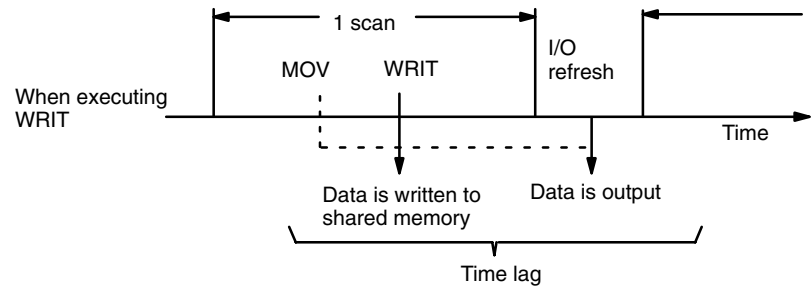 1 scan
I/O
refresh
MOV
WRIT
When executing
WRIT
Time
Data is written to
shared memory
Data is output
Time lag